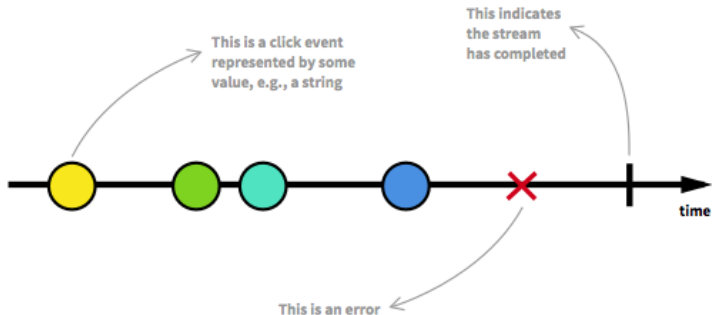 This is a click event
represented by some
value, e.g., a string
This indicates
the stream
has completed
time
This is an error